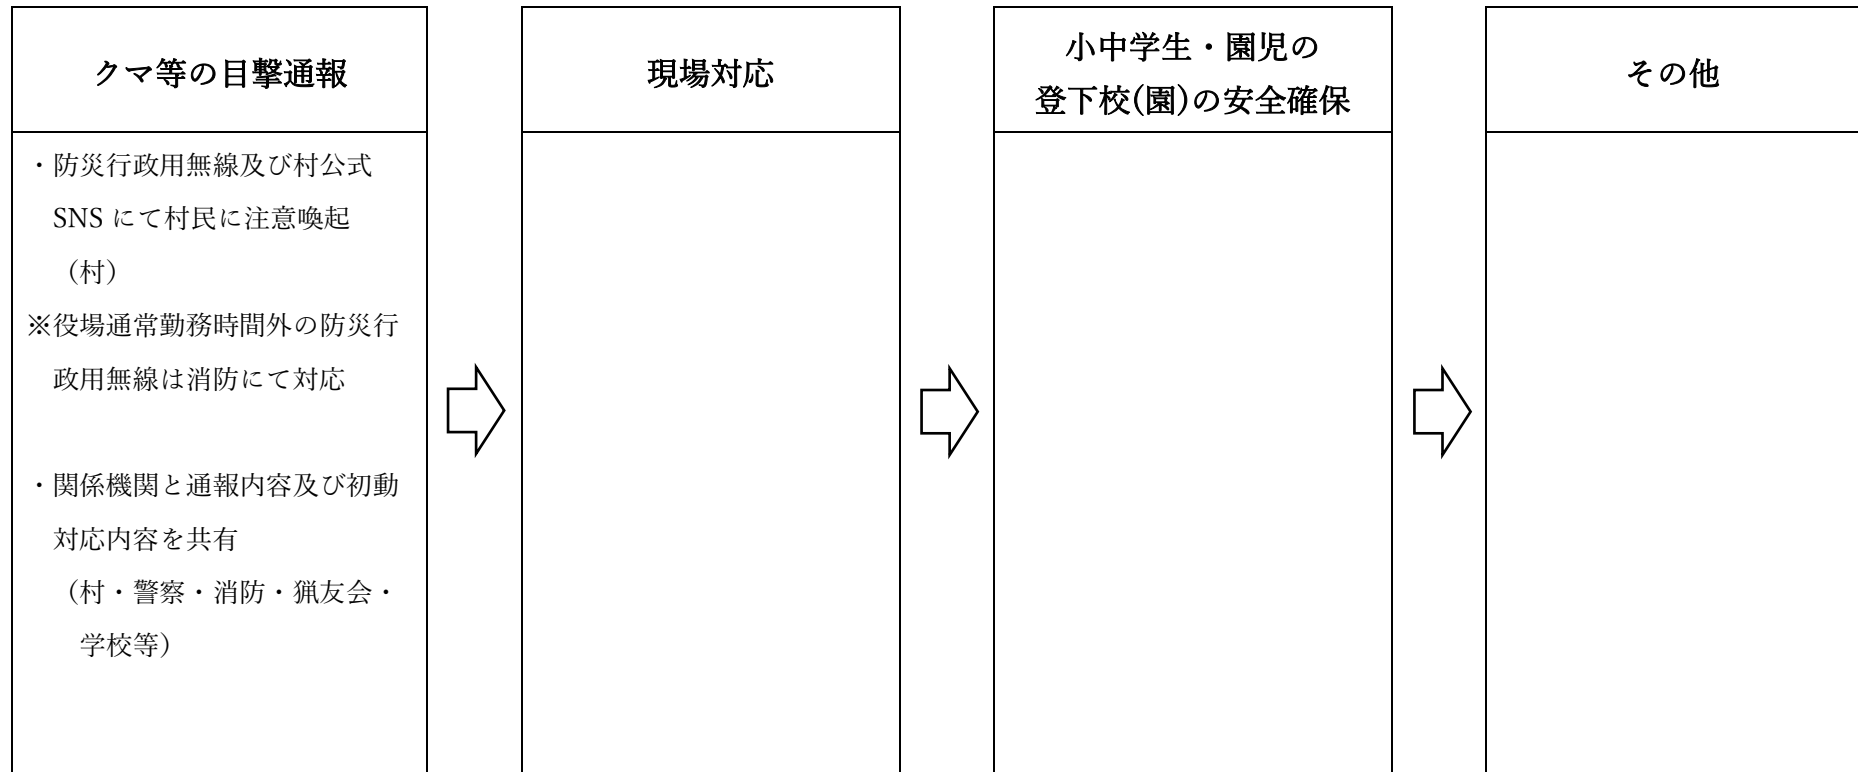 クマ等の目撃通報
・防災行政用無線及び村公式
SNS にて村民に注意喚起
（村）
※役場通常勤務時間外の防災行
政用無線は消防にて対応
・関係機関と通報内容及び初動
対応内容を共有
（村・警察・消防・猟友会・
学校等）
現場対応
小中学生・園児の
登下校(園)の安全確保
その他